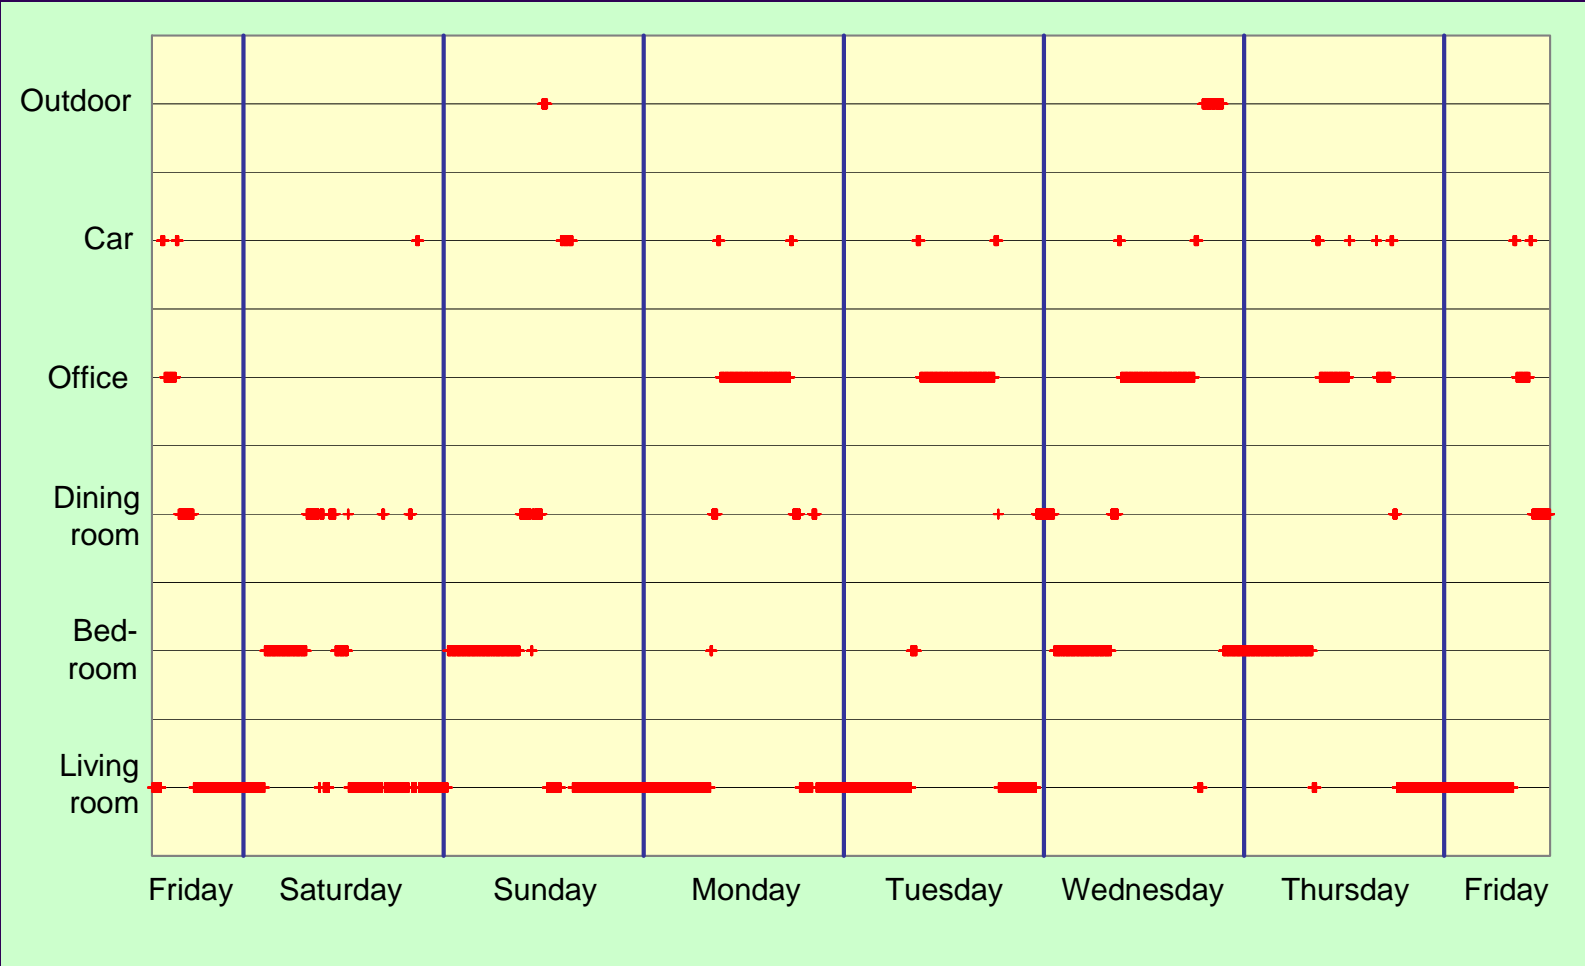 Outdoor
Car
Office
Dining
room
Bed-
room
Living
room
Friday Saturday Sunday Monday Tuesday Wednesday Thursday Friday